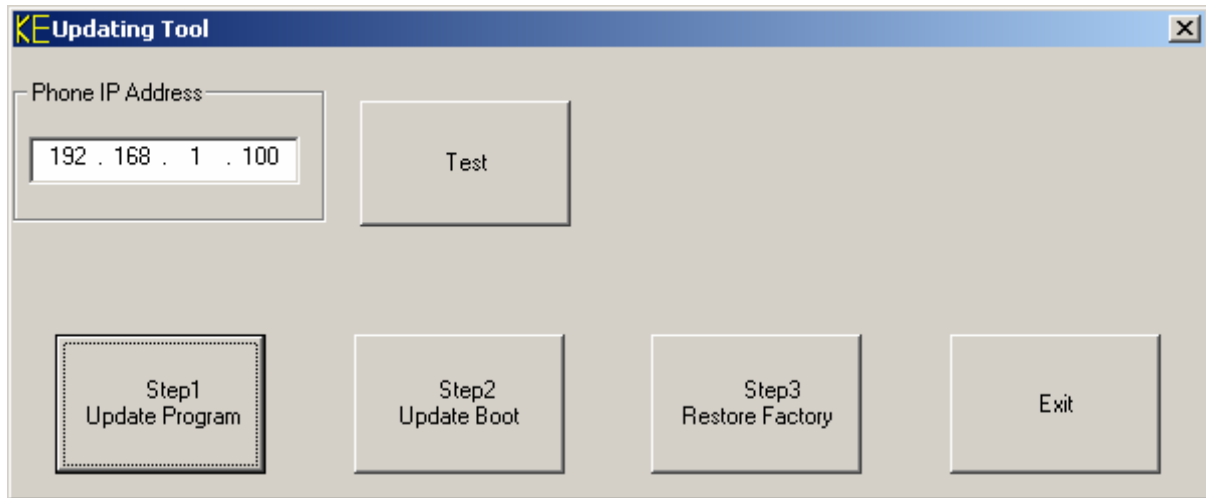 KE Updating Tool
Phone IP Address
192 . 168 . 1 . 100
Test
Step1
Update Program
Step2
Update Boot
Step3
Restore Factory
Exit